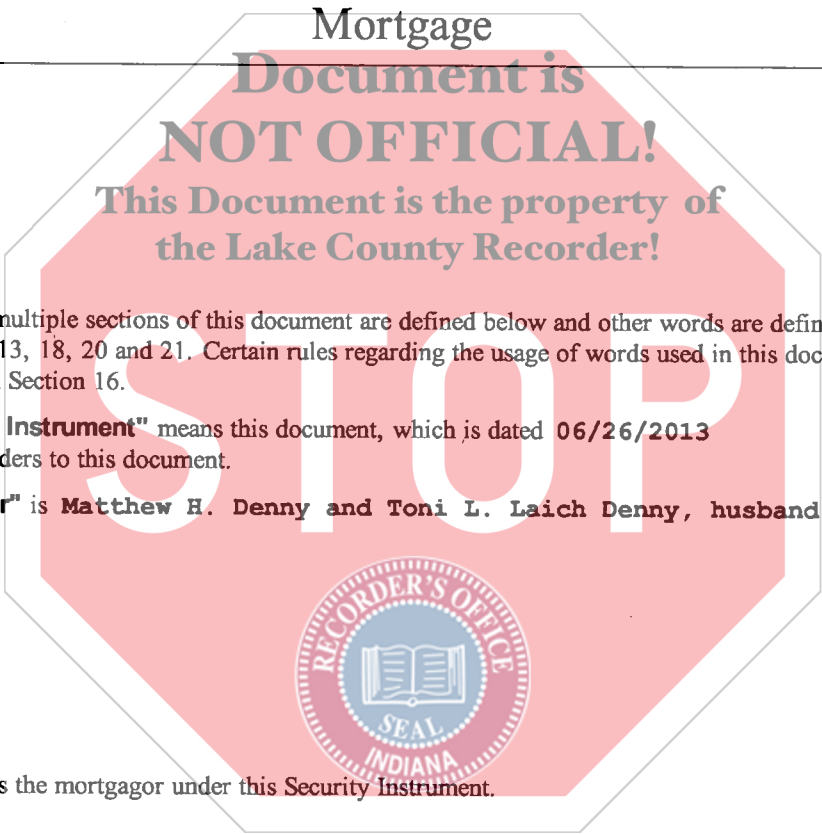 Mortgage
Document is
NOT OFFICIAL!
This Document is the property of
the Lake County Recorder!
multiple sections of this document are defined below and other words are defin
13, 18, 20 and 21. Certain rules regarding the usage of words used in this doc
Section 16.
Instrument" means this document, which is dated 06/26/2013
ders to this document.
r" is Matthew H. Denny and Toni L. Laich Denny, husband
STOP
RECORDER'S OFFICE
SEAL
INDIANA
s the mortgagor under this Security Instrument.